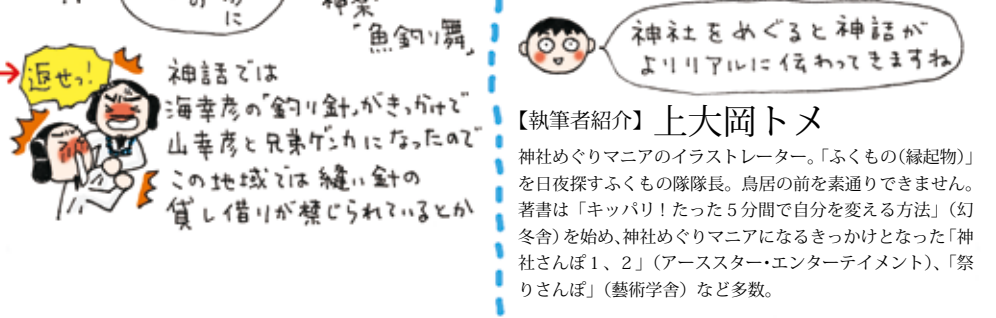 に
神楽
「魚釣り舞」
返せっ!
神話では
海幸彦の「釣り針」がきっかけで
山幸彦と兄弟ゲンカになったので
この地域では縫い針の
貸し借りが禁じられているとか
神社をめぐると神話が
よりリアルに伝わってきますね
【執筆者紹介】上大岡トメ
神社めぐりマニアのイラストレーター。「ふくもの(縁起物)」
を日夜探すふくもの隊隊長。鳥居の前を素通りできません。
著書は「キッパリ!たった5分間で自分を変える方法」(幻
冬舎)を始め、神社めぐりマニアになるきっかけとなった「神
社さんぽ1、2」(アーススター・エンターテイメント)、「祭
りさんぽ」(藝術学舎)など多数。